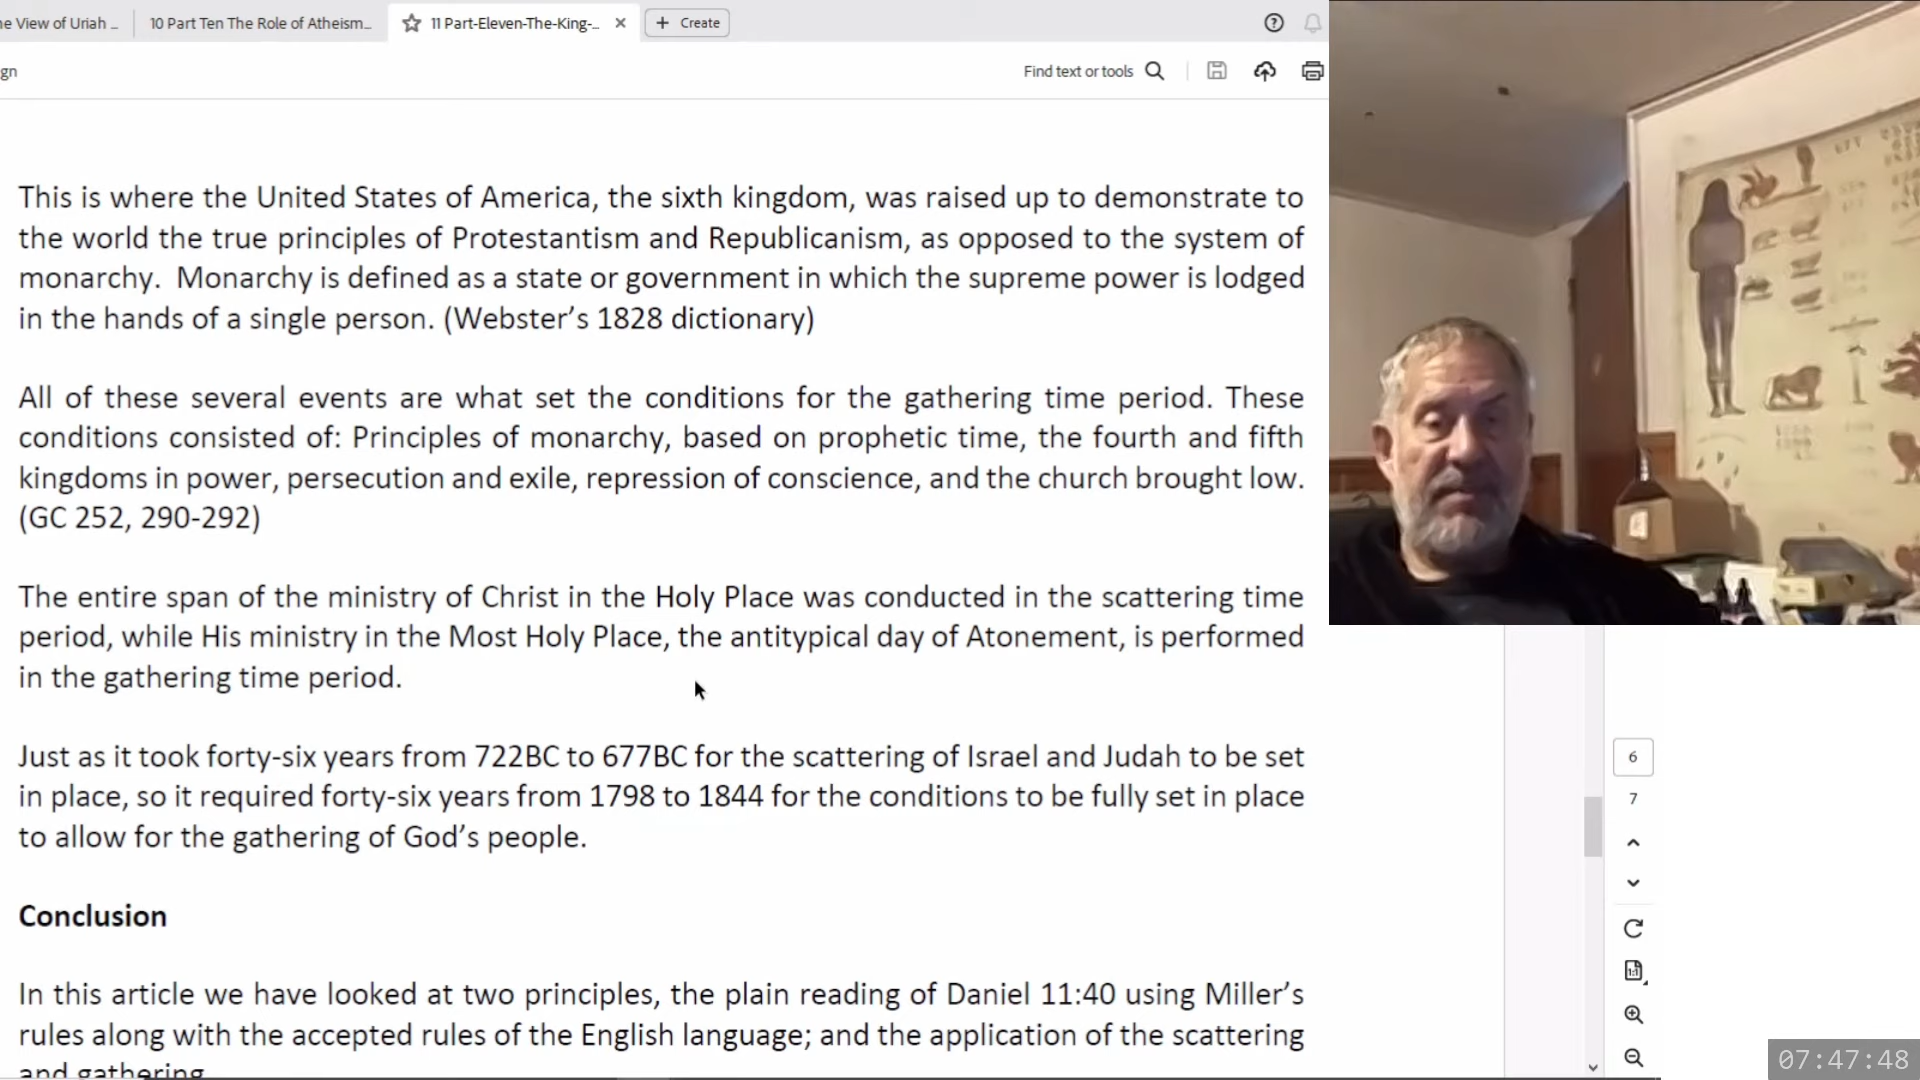 he View of Uriah ...
10 Part Ten The Role of Atheism...
11 Part-Eleven-The-King-...
Create
gn
Find text or tools
This is where the United States of America, the sixth kingdom, was raised up to demonstrate to
the world the true principles of Protestantism and Republicanism, as opposed to the system of
monarchy.  Monarchy is defined as a state or government in which the supreme power is lodged
in the hands of a single person. (Webster's 1828 dictionary)
All of these several events are what set the conditions for the gathering time period. These
conditions consisted of: Principles of monarchy, based on prophetic time, the fourth and fifth
kingdoms in power, persecution and exile, repression of conscience, and the church brought low.
(GC 252, 290-292)
The entire span of the ministry of Christ in the Holy Place was conducted in the scattering time
period, while His ministry in the Most Holy Place, the antitypical day of Atonement, is performed
in the gathering time period.
Just as it took forty-six years from 722BC to 677BC for the scattering of Israel and Judah to be set
in place, so it required forty-six years from 1798 to 1844 for the conditions to be fully set in place
to allow for the gathering of God's people.
Conclusion
In this article we have looked at two principles, the plain reading of Daniel 11:40 using Miller's
rules along with the accepted rules of the English language; and the application of the scattering
and gathering.
6
7
07:47:48